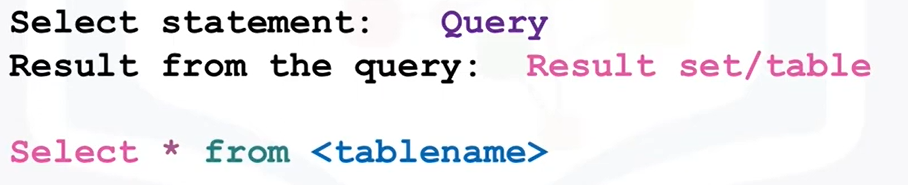 Select statement: Query
Result from the query: Result set/table
Select * from <tablename>